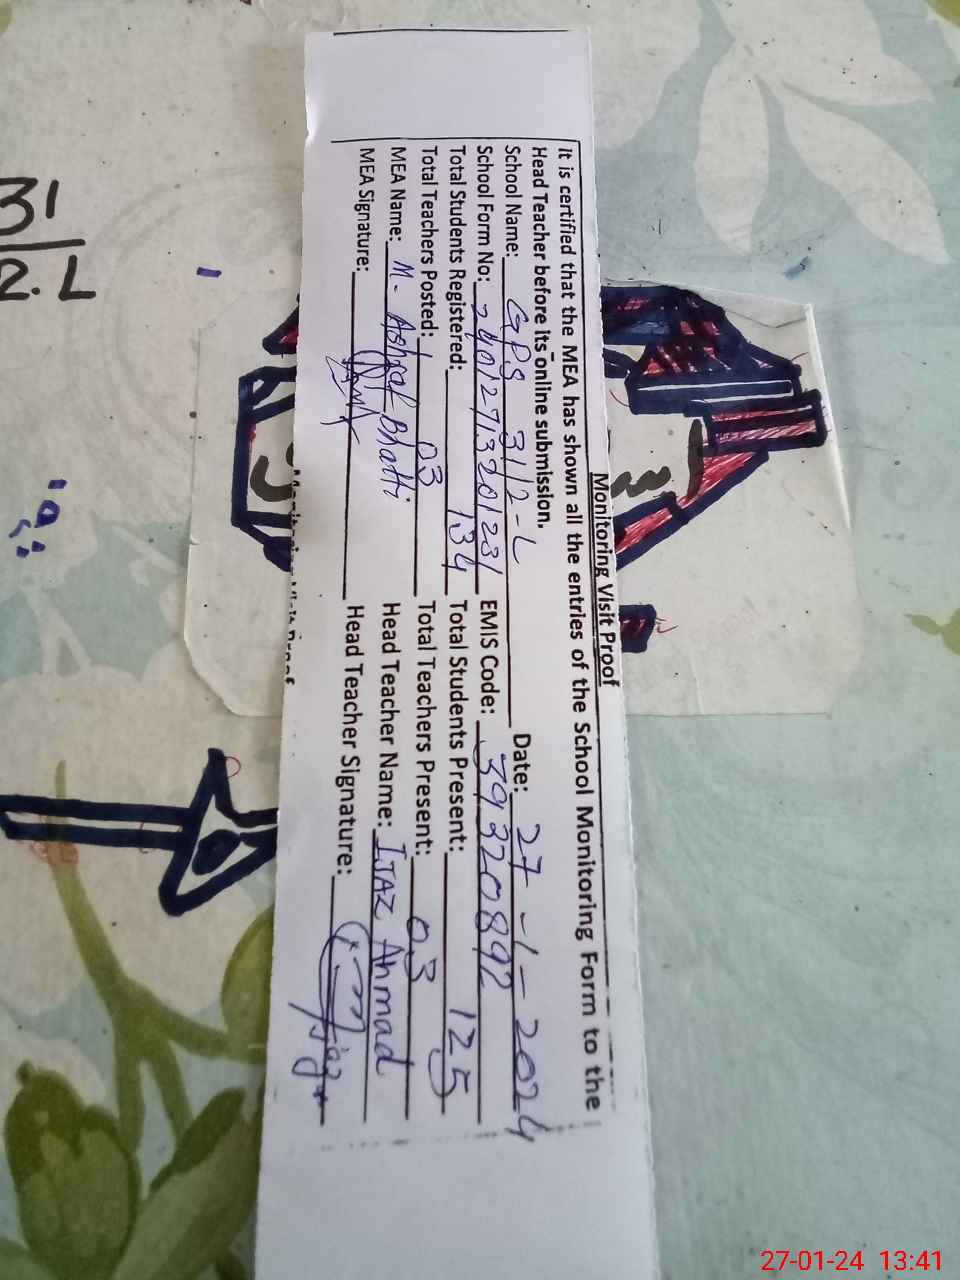 Monitoring Visit Proof
It is certified that the MEA has shown all the entries of the School Monitoring Form to the
Head Teacher before its online submission.
School Name: GPS 31/2-L Date: 27-1-2024
School Form No: 24012713201231 EMIS Code: 39320892
Total Students Registered: 134 Total Students Present: 125
Total Teachers Posted: 03 Total Teachers Present: 03
MEA Name: M- Ashraf Bhatti Head Teacher Name: IJAZ Ahmad
MEA Signature: Head Teacher Signature:
31
2.L
27-01-24 13:41